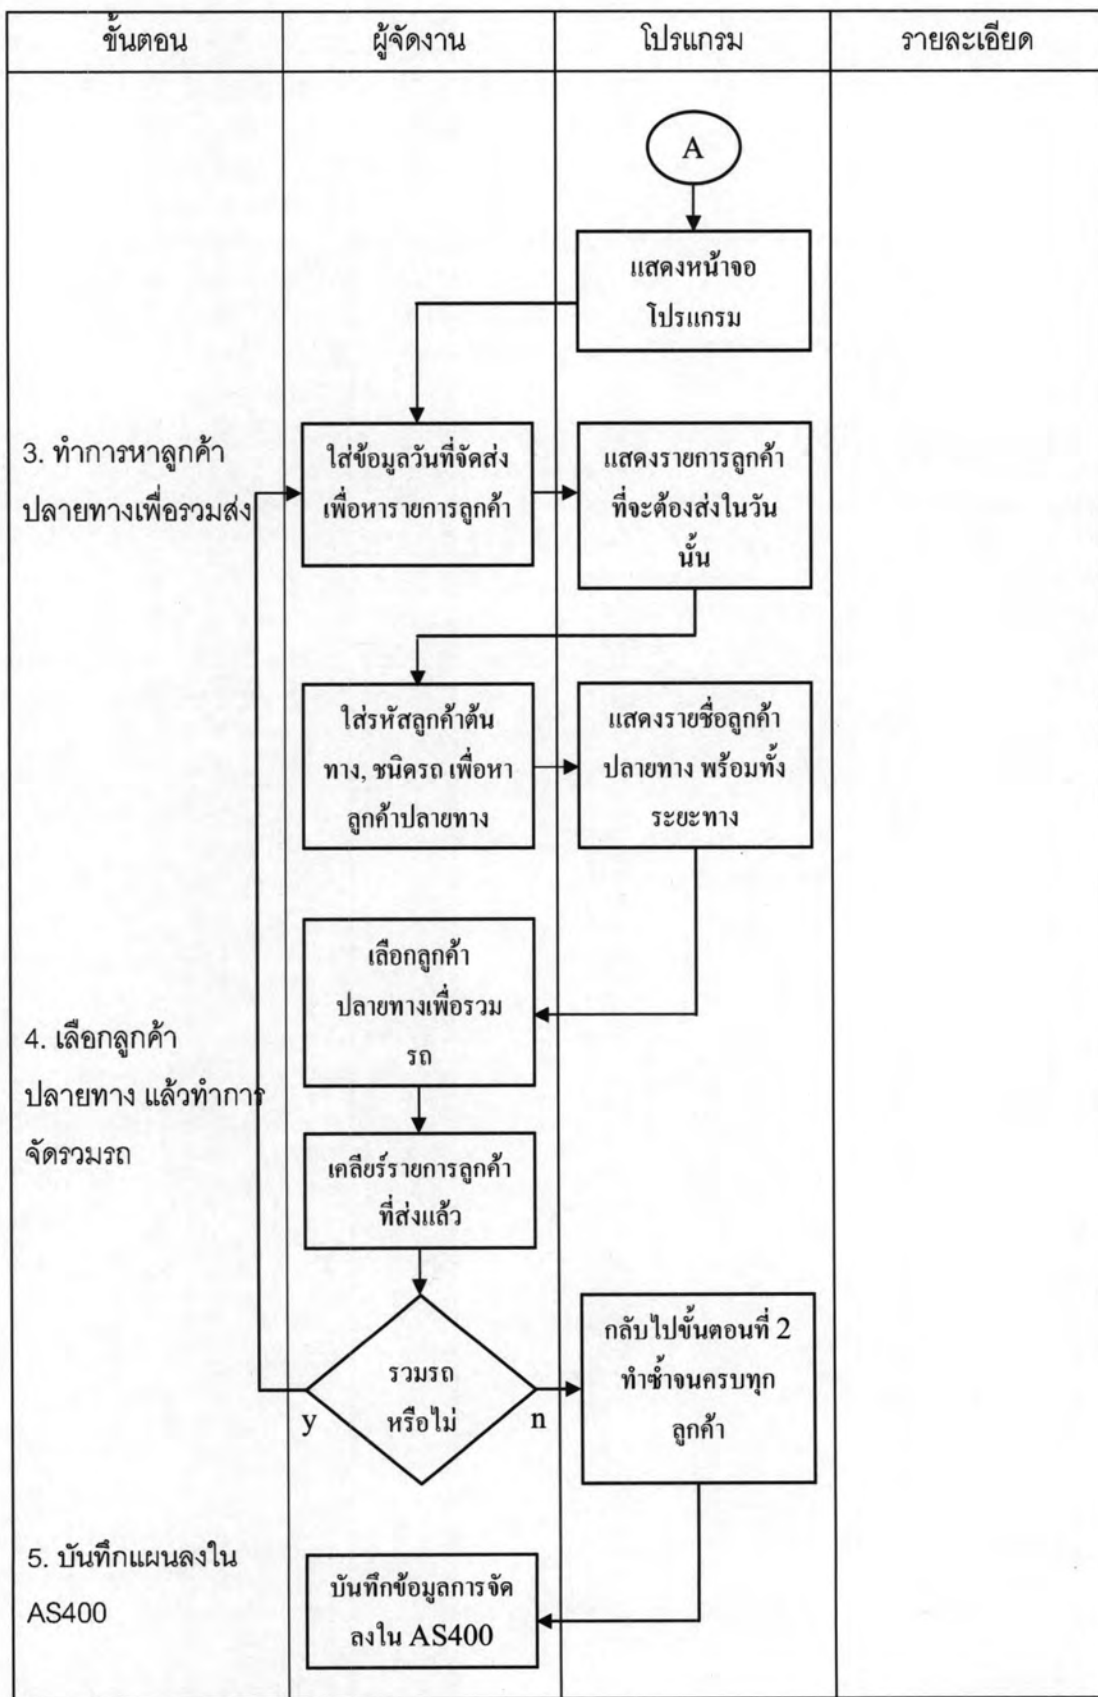 ขั้นตอน ผู้จัดงาน โปรแกรม รายละเอียด
A
แสดงหน้าจอ
โปรแกรม
3. ทำการหาลูกค้า
ปลายทางเพื่อรวมส่ง
ใส่ข้อมูลวันที่จัดส่ง
เพื่อหารายการลูกค้า
แสดงรายการลูกค้า
ที่จะต้องส่งในวัน
นั้น
ใส่รหัสลูกค้าต้น
ทาง, ชนิดรถ เพื่อหา
ลูกค้าปลายทาง
แสดงรายชื่อลูกค้า
ปลายทาง พร้อมทั้ง
ระยะทาง
เลือกลูกค้า
ปลายทางเพื่อรวม
รถ
4. เลือกลูกค้า
ปลายทาง แล้วทำการ
จัดรวมรถ
เคลียร์รายการลูกค้า
ที่ส่งแล้ว
รวมรถ
หรือไม่
y
n
กลับไปขั้นตอนที่ 2
ทำซ้ำจนครบทุก
ลูกค้า
5. บันทึกแผนลงใน
AS400
บันทึกข้อมูลการจัด
ลงใน AS400